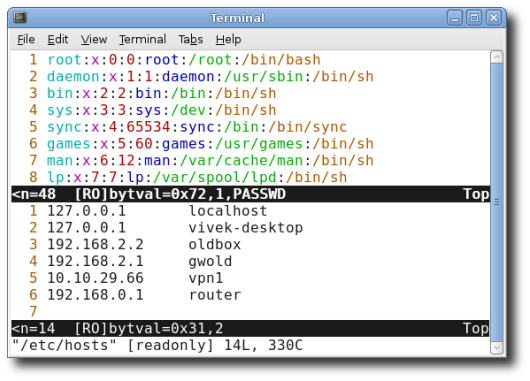 Terminal
File Edit View Terminal Tabs Help
1 root:x:0:0:root:/root:/bin/bash
2 daemon:x:1:1:daemon:/usr/sbin:/bin/sh
3 bin:x:2:2:bin:/bin:/bin/sh
4 sys:x:3:3:sys:/dev:/bin/sh
5 sync:x:4:65534:sync:/bin:/bin/sync
6 games:x:5:60:games:/usr/games:/bin/sh
7 man:x:6:12:man:/var/cache/man:/bin/sh
8 lp:x:7:7:lp:/var/spool/lpd:/bin/sh
<n=48 [RO]bytval=0x72,1,PASSWD Top
1 127.0.0.1 localhost
2 127.0.0.1 vivek-desktop
3 192.168.2.2 oldbox
4 192.168.2.1 gwold
5 10.10.29.66 vpn1
6 192.168.0.1 router
7
<n=14 [RO]bytval=0x31,2 Top
"/etc/hosts" [readonly] 14L, 330C